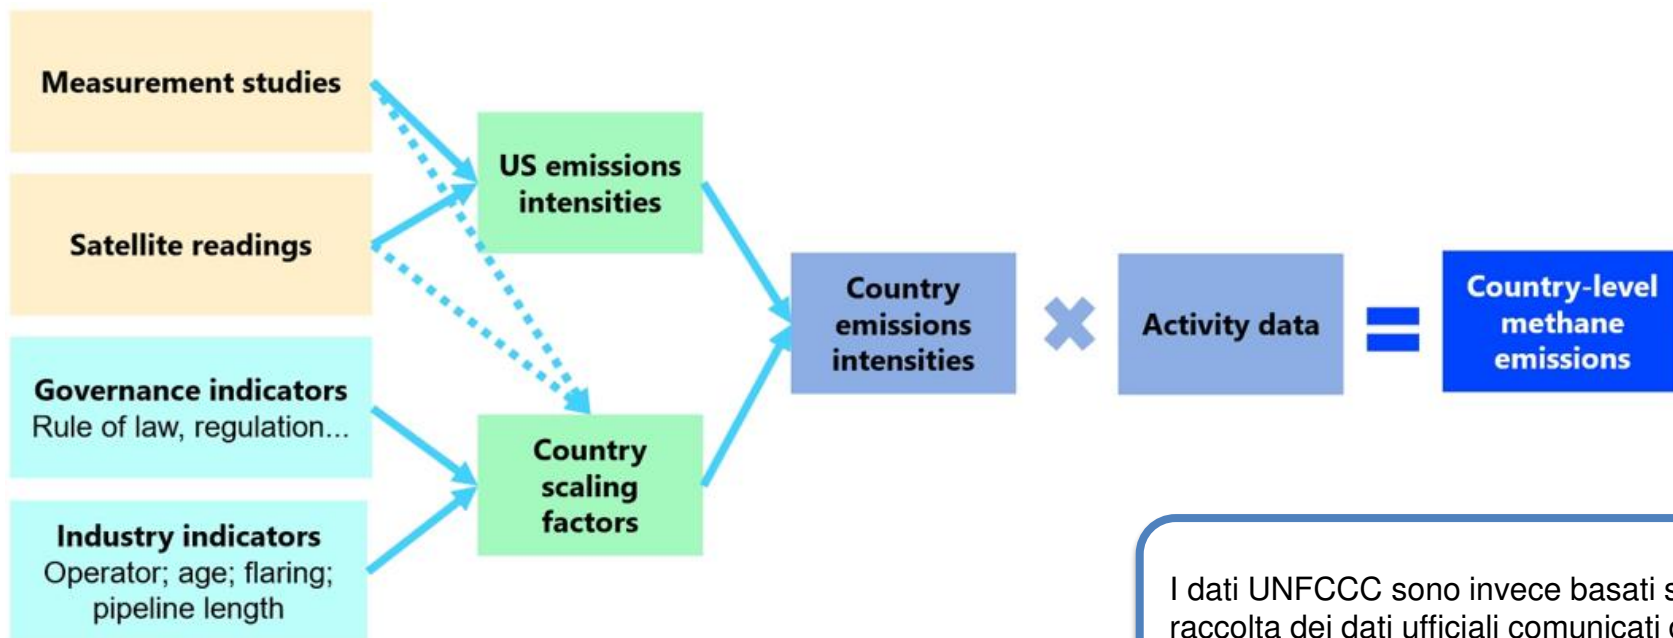 Measurement studies
Satellite readings
Governance indicators
Rule of law, regulation...
Industry indicators
Operator; age; flaring;
pipeline length
US emissions
intensities
Country
scaling
factors
Country
emissions
intensities
Activity data
Country-level
methane
emissions
I dati UNFCCC sono invece basati
raccolta dei dati ufficiali comunicati